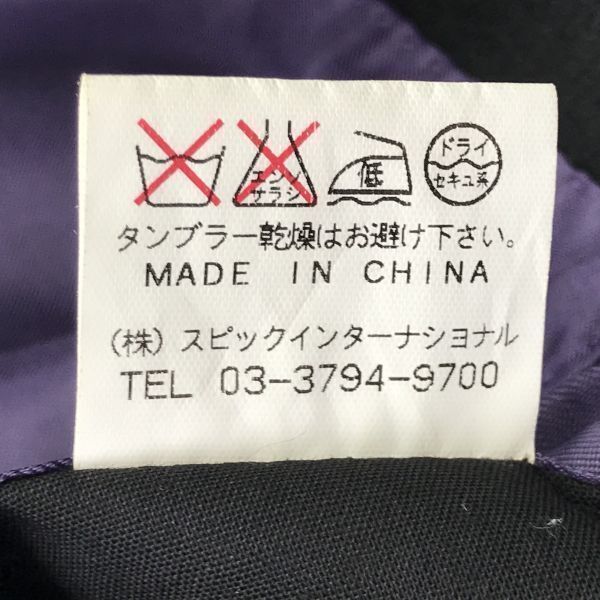 エンソ
サラシ
低
ドライ
セキユ系
タンブラー乾燥はお避け下さい。
MADE IN CHINA
(株)スピックインターナショナル
TEL 03-3794-9700